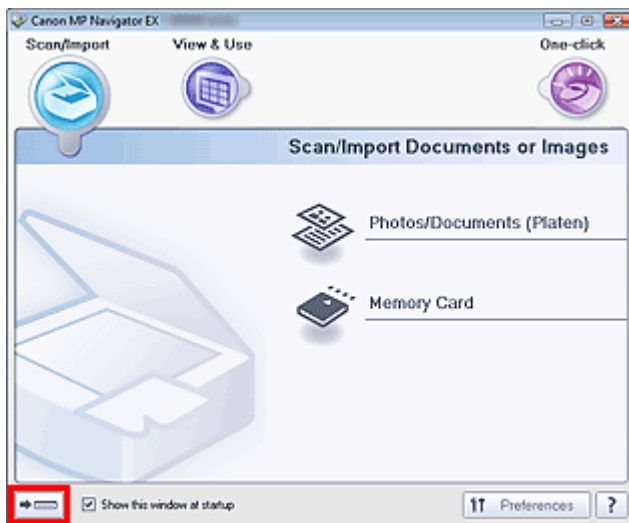 Canon MP Navigator EX
Scan/Import View & Use One-click
Scan/Import Documents or Images
Photos/Documents (Platen)
Memory Card
Show this window at startup Preferences ?